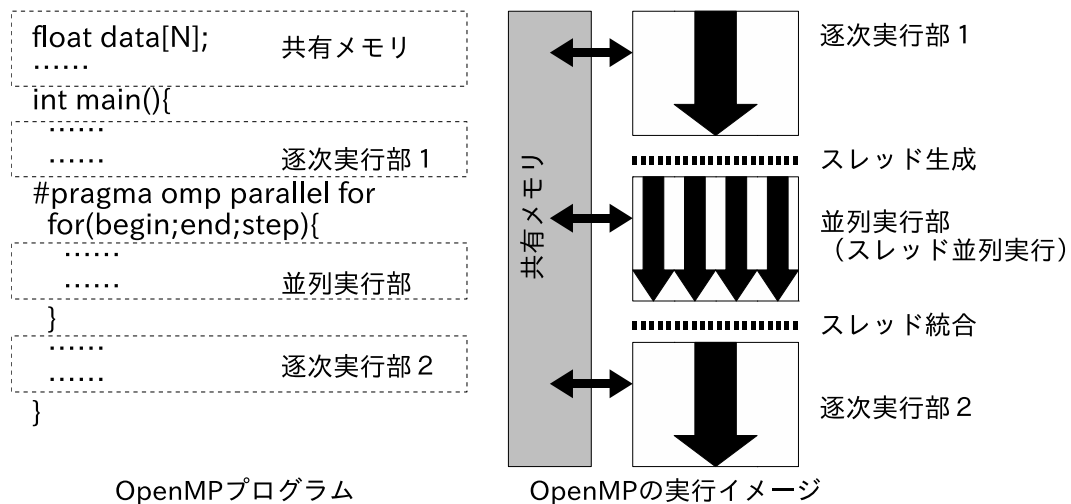 float data[N];
······
共有メモリ
int main(){
······
······
逐次実行部1
#pragma omp parallel for
for(begin;end;step){
······
······
並列実行部
}
······
······
逐次実行部2
}
OpenMPプログラム
共有メモリ
逐次実行部1
スレッド生成
並列実行部
（スレッド並列実行）
スレッド統合
逐次実行部2
OpenMPの実行イメージ